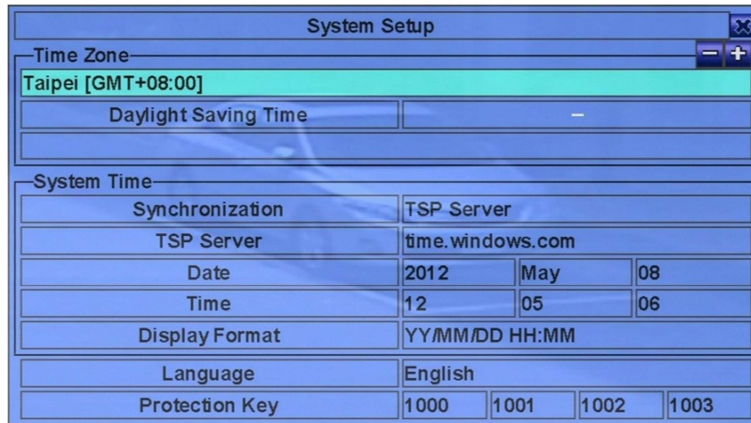 System Setup
Time Zone
Taipei [GMT+08:00]
Daylight Saving Time –
System Time
Synchronization TSP Server
TSP Server time.windows.com
Date 2012 May 08
Time 12 05 06
Display Format YY/MM/DD HH:MM
Language English
Protection Key 1000 1001 1002 1003